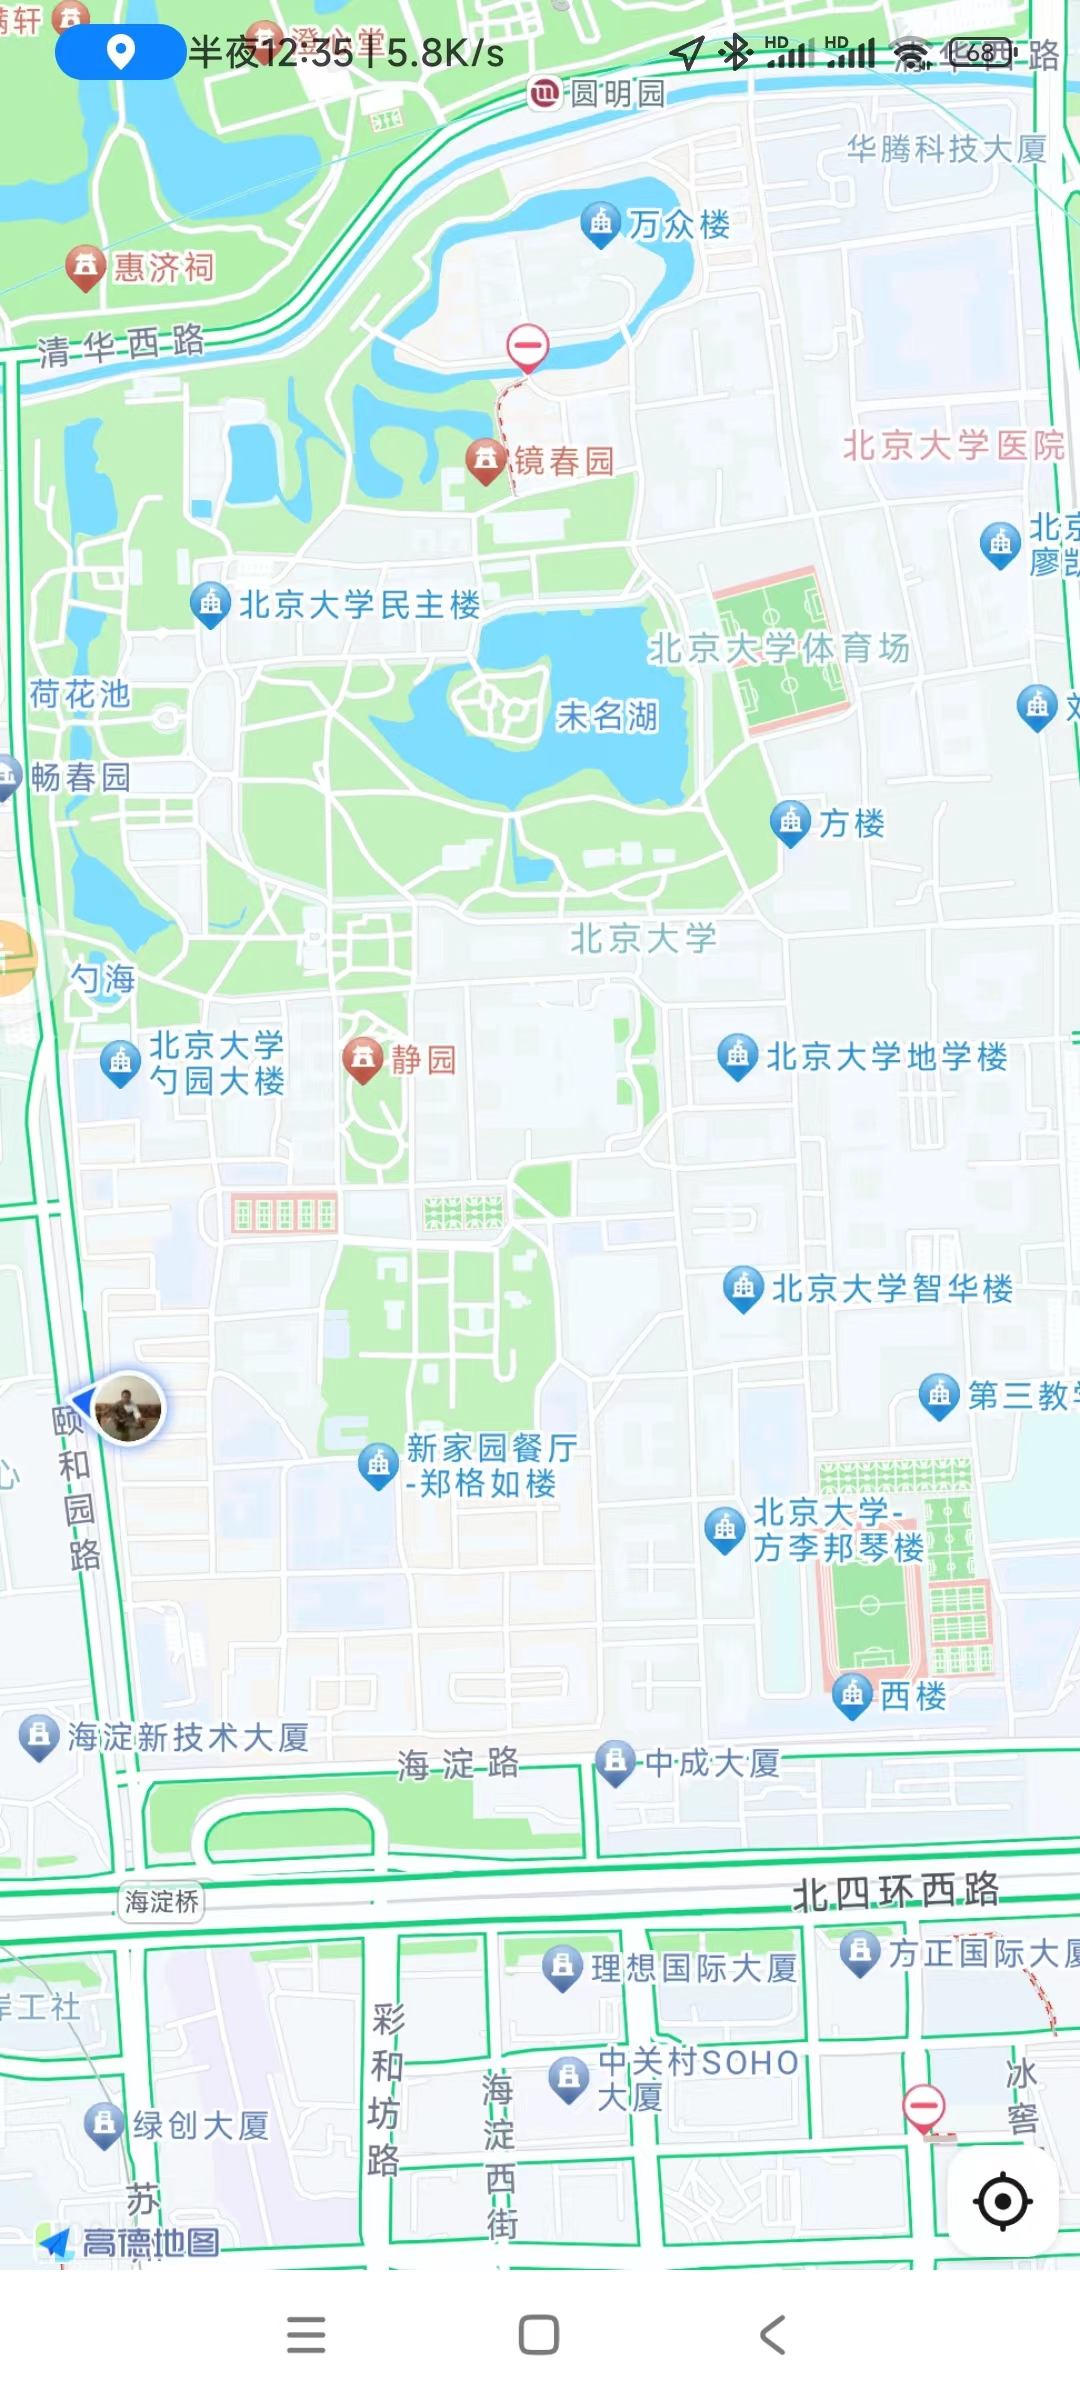 半夜12:35 | 5.8K/s
HD
HD
68
圆明园
华腾科技大厦
万众楼
惠济祠
清华西路
镜春园
北京大学医院
北京大学民主楼
北京大学体育场
荷花池
未名湖
畅春园
方楼
北京大学
勺海
北京大学
勺园大楼
静园
北京大学地学楼
北京大学智华楼
第三教
颐和园路
新家园餐厅
-郑格如楼
北京大学-
方李邦琴楼
西楼
海淀新技术大厦
海淀路
中成大厦
海淀桥
北四环西路
理想国际大厦
方正国际大厦
岸工社
彩和坊路
海淀西街
中关村SOHO
大厦
冰窖
绿创大厦
苏
高德地图